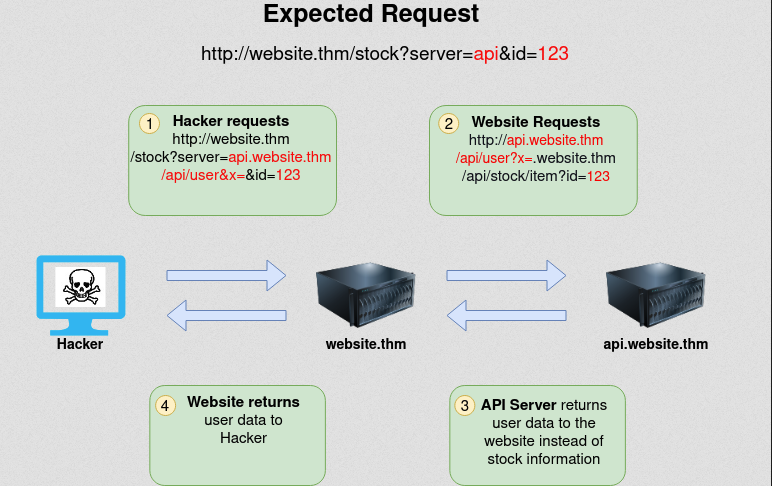 Expected Request
http://website.thm/stock?server=api&id=123
1 Hacker requests
http://website.thm
/stock?server=api.website.thm
/api/user&x=&id=123
2 Website Requests
http://api.website.thm
/api/user?x=.website.thm
/api/stock/item?id=123
Hacker
website.thm
api.website.thm
4 Website returns
user data to
Hacker
3 API Server returns
user data to the
website instead of
stock information